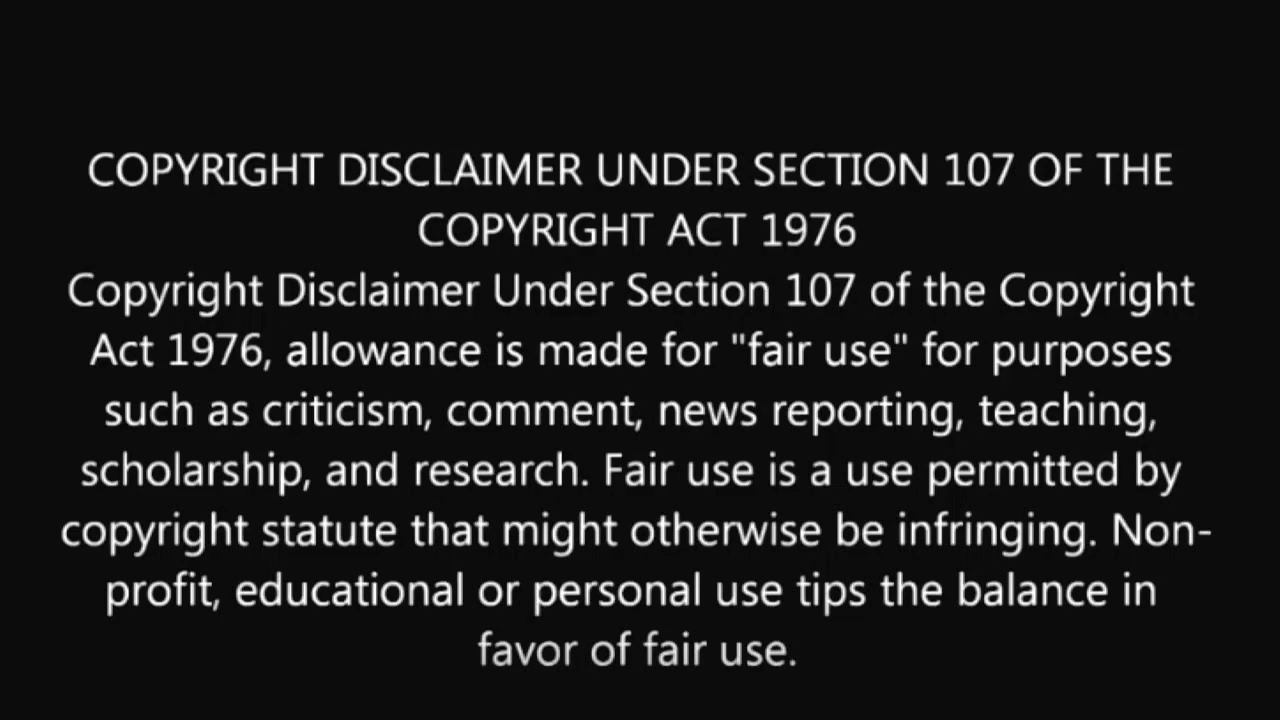 COPYRIGHT DISCLAIMER UNDER SECTION 107 OF THE
COPYRIGHT ACT 1976
Copyright Disclaimer Under Section 107 of the Copyright
Act 1976, allowance is made for "fair use" for purposes
such as criticism, comment, news reporting, teaching,
scholarship, and research. Fair use is a use permitted by
copyright statute that might otherwise be infringing. Non-
profit, educational or personal use tips the balance in
favor of fair use.